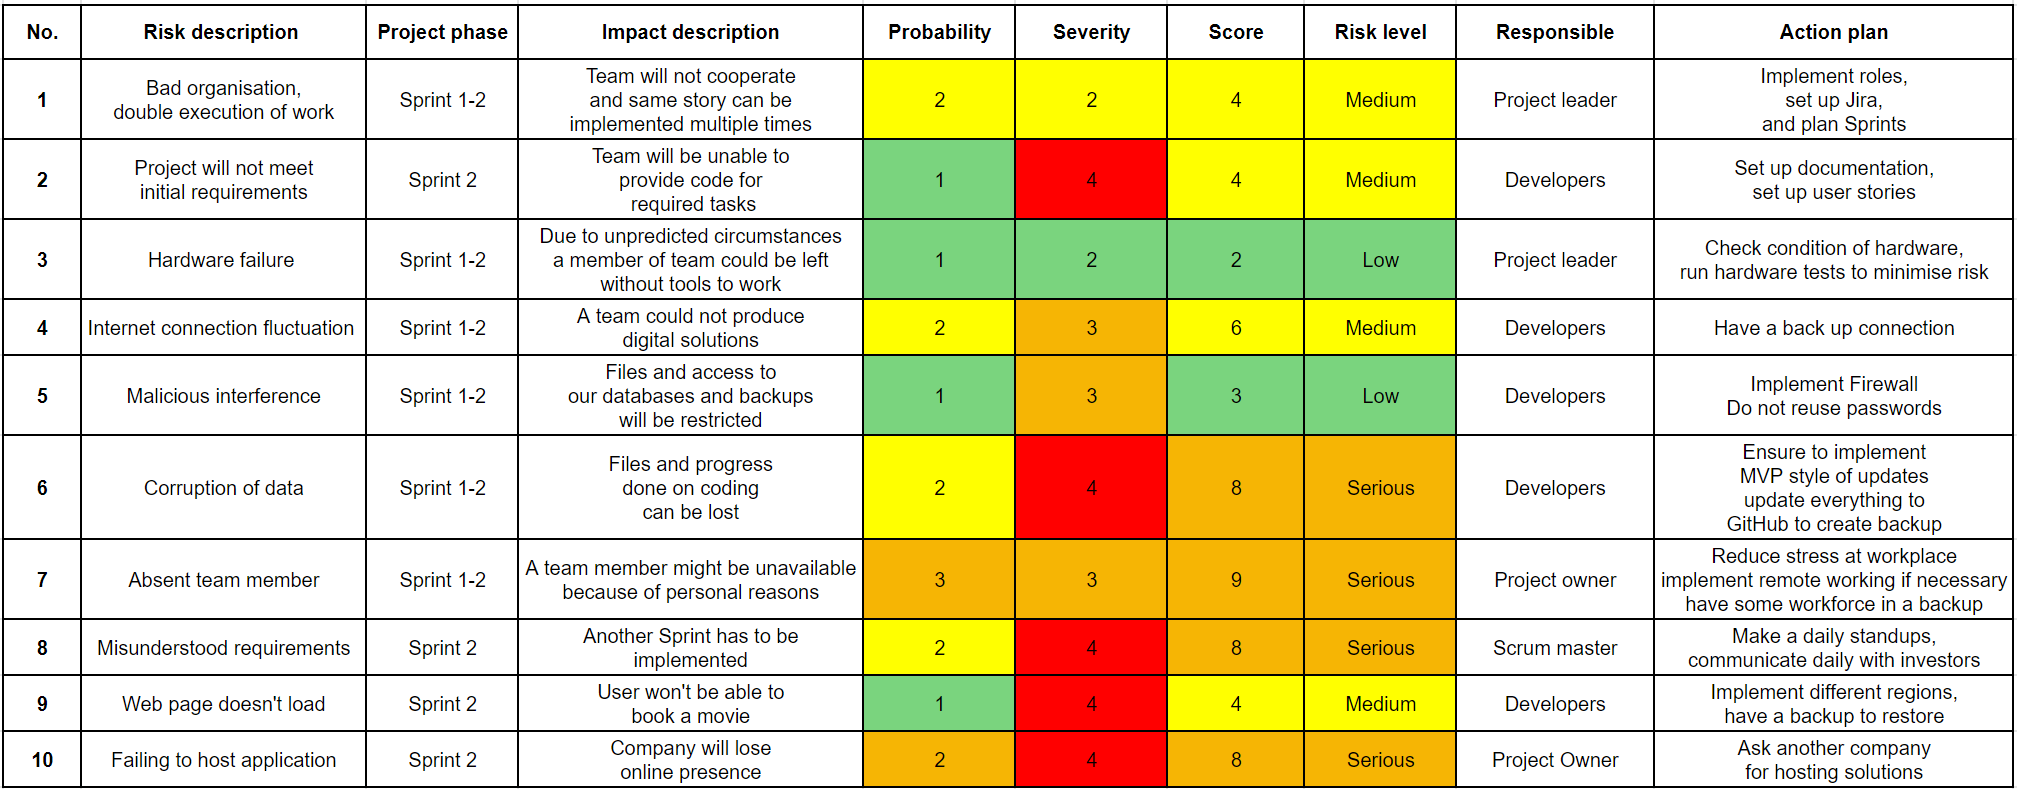 No. Risk description Project phase Impact description Probability Severity Score Risk level Responsible Action plan
1
Bad organisation,
double execution of work
Sprint 1-2
Team will not cooperate
and same story can be
implemented multiple times
2
2
4
Medium
Project leader
Implement roles,
set up Jira,
and plan Sprints
2
Project will not meet
initial requirements
Sprint 2
Team will be unable to
provide code for
required tasks
1
4
4
Medium
Developers
Set up documentation,
set up user stories
3
Hardware failure
Sprint 1-2
Due to unpredicted circumstances
a member of team could be left
without tools to work
1
2
2
Low
Project leader
Check condition of hardware,
run hardware tests to minimise risk
4
Internet connection fluctuation
Sprint 1-2
A team could not produce
digital solutions
2
3
6
Medium
Developers
Have a back up connection
5
Malicious interference
Sprint 1-2
Files and access to
our databases and backups
will be restricted
1
3
3
Low
Developers
Implement Firewall
Do not reuse passwords
6
Corruption of data
Sprint 1-2
Files and progress
done on coding
can be lost
2
4
8
Serious
Developers
Ensure to implement
MVP style of updates
update everything to
GitHub to create backup
7
Absent team member
Sprint 1-2
A team member might be unavailable
because of personal reasons
3
3
9
Serious
Project owner
Reduce stress at workplace
implement remote working if necessary
have some workforce in a backup
8
Misunderstood requirements
Sprint 2
Another Sprint has to be
implemented
2
4
8
Serious
Scrum master
Make a daily standups,
communicate daily with investors
9
Web page doesn't load
Sprint 2
User won't be able to
book a movie
1
4
4
Medium
Developers
Implement different regions,
have a backup to restore
10
Failing to host application
Sprint 2
Company will lose
online presence
2
4
8
Serious
Project Owner
Ask another company
for hosting solutions